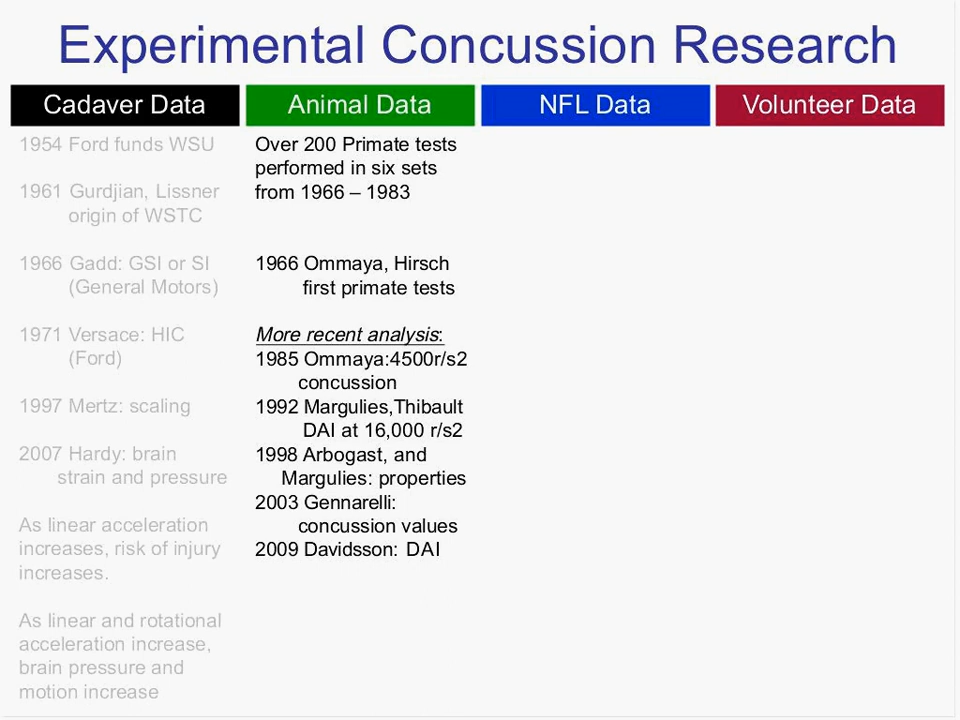 Experimental Concussion Research
Cadaver Data
Animal Data
NFL Data
Volunteer Data
1954 Ford funds WSU
1961 Gurdjian, Lissner
origin of WSTC
1966 Gadd: GSI or SI
(General Motors)
1971 Versace: HIC
(Ford)
1997 Mertz: scaling
2007 Hardy: brain
strain and pressure
As linear acceleration
increases, risk of injury
increases.
As linear and rotational
acceleration increase,
brain pressure and
motion increase
Over 200 Primate tests
performed in six sets
from 1966 – 1983
1966 Ommaya, Hirsch
first primate tests
More recent analysis:
1985 Ommaya:4500r/s2
concussion
1992 Margulies,Thibault
DAI at 16,000 r/s2
1998 Arbogast, and
Margulies: properties
2003 Gennarelli:
concussion values
2009 Davidsson: DAI